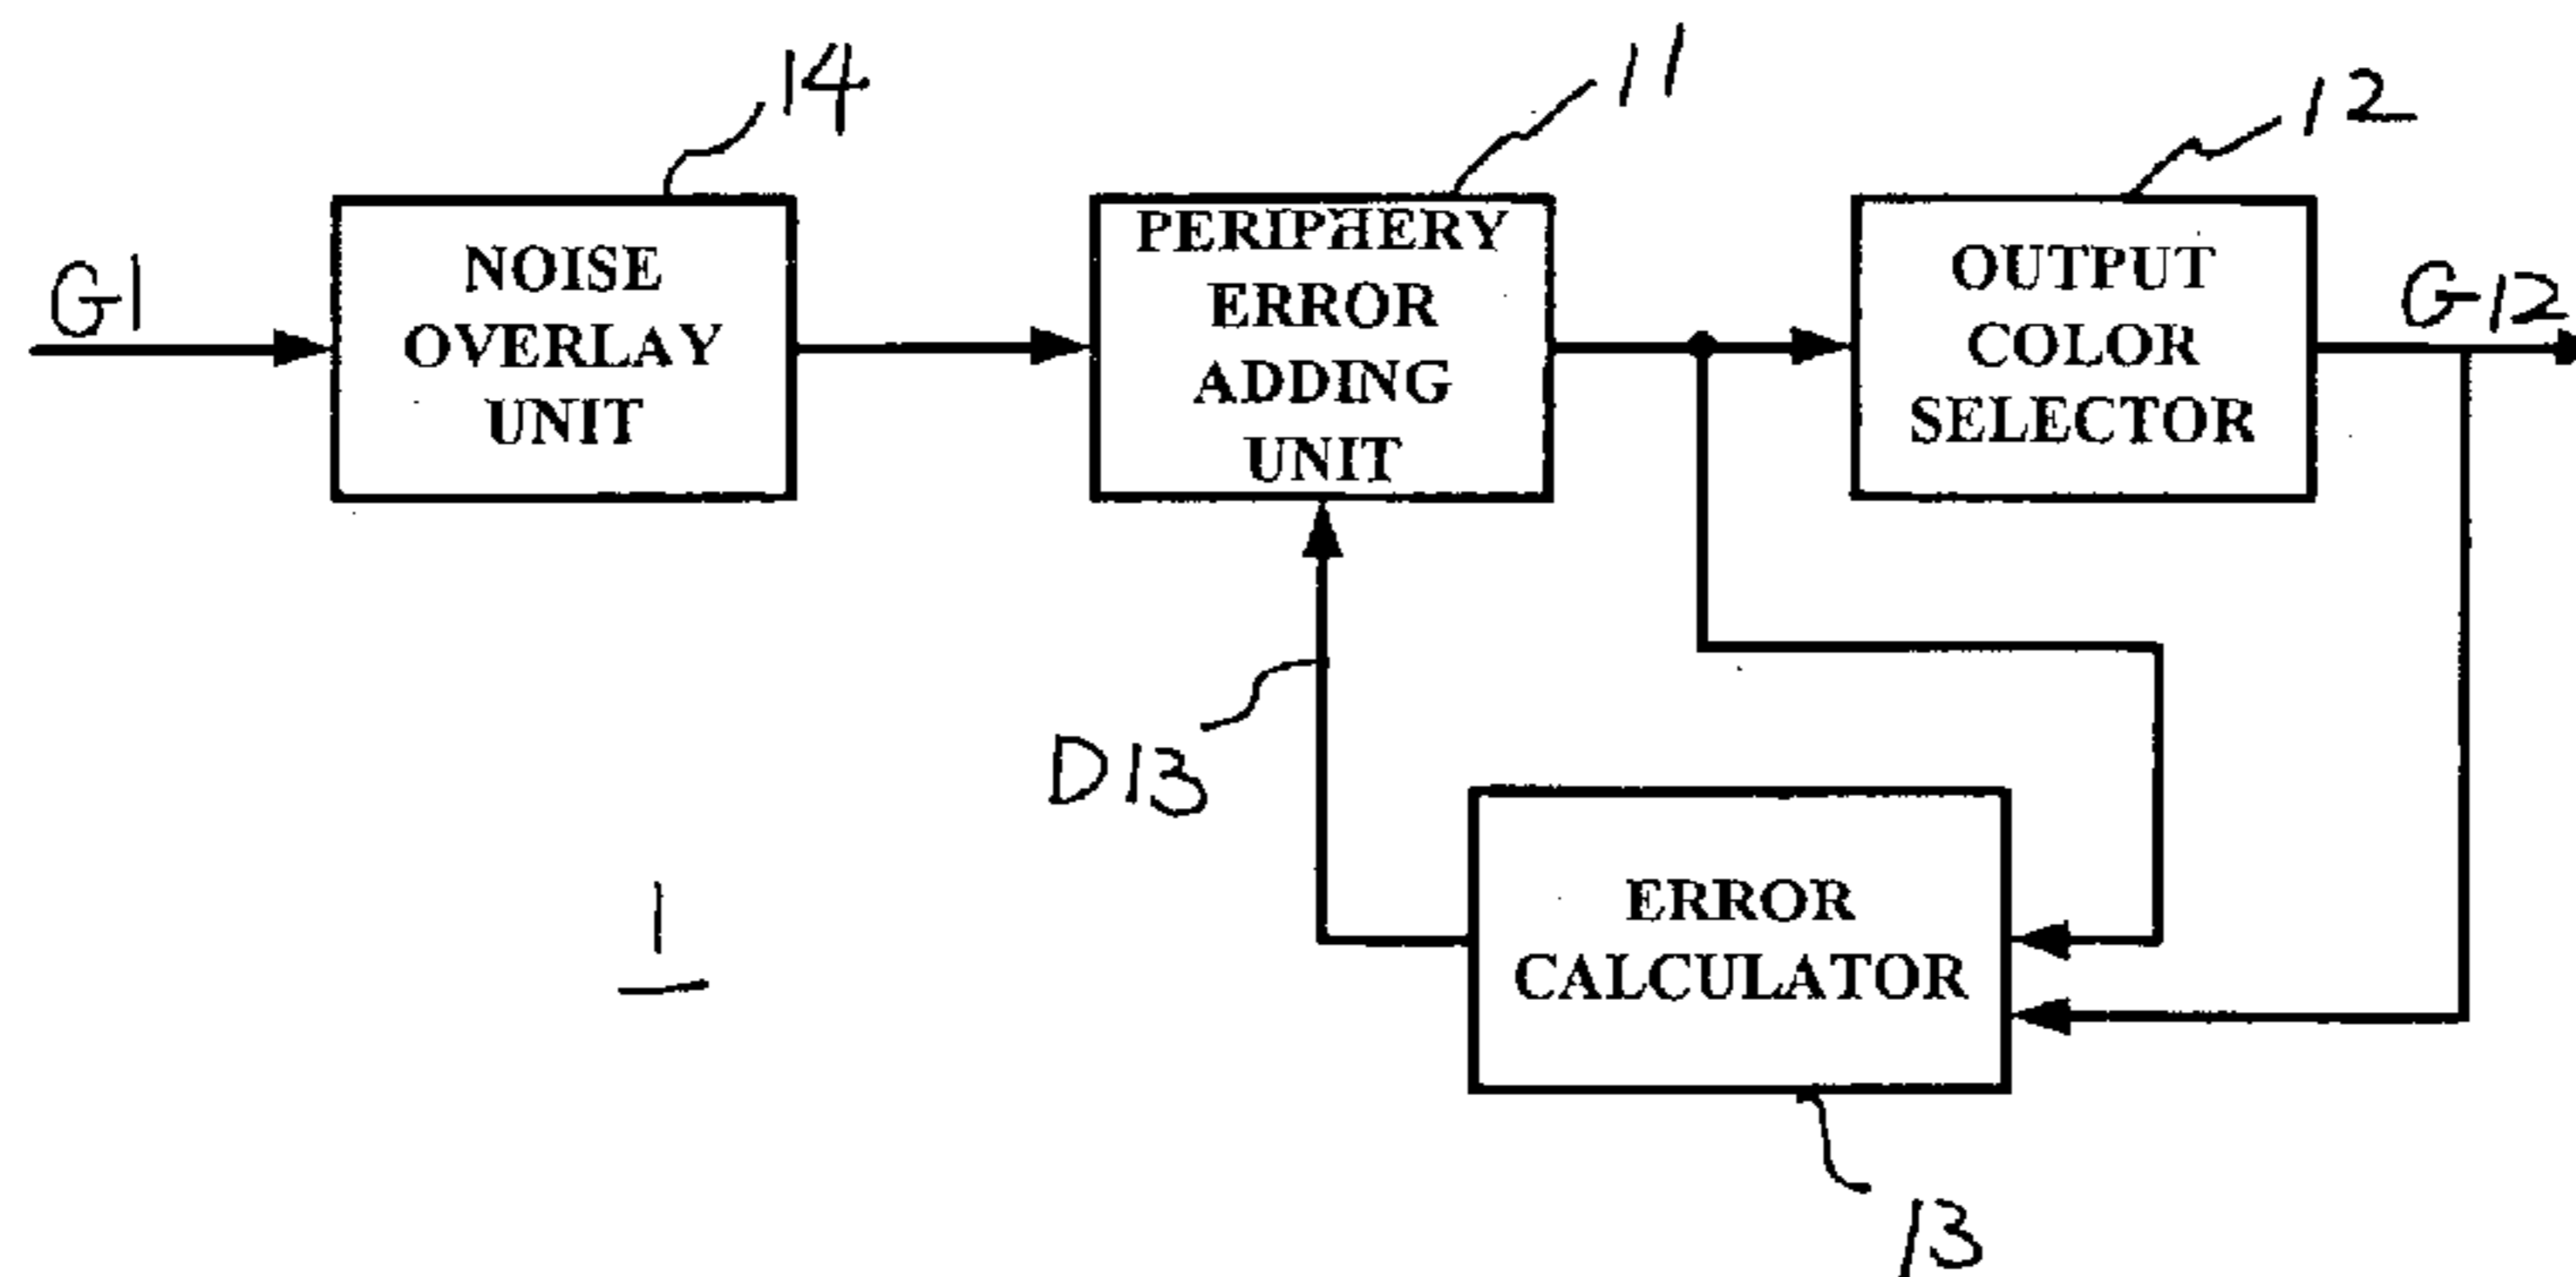 14
11
12
G1
NOISE
OVERLAY
UNIT
PERIPHERY
ERROR
ADDING
UNIT
OUTPUT
COLOR
SELECTOR
G12
D13
ERROR
CALCULATOR
1
13